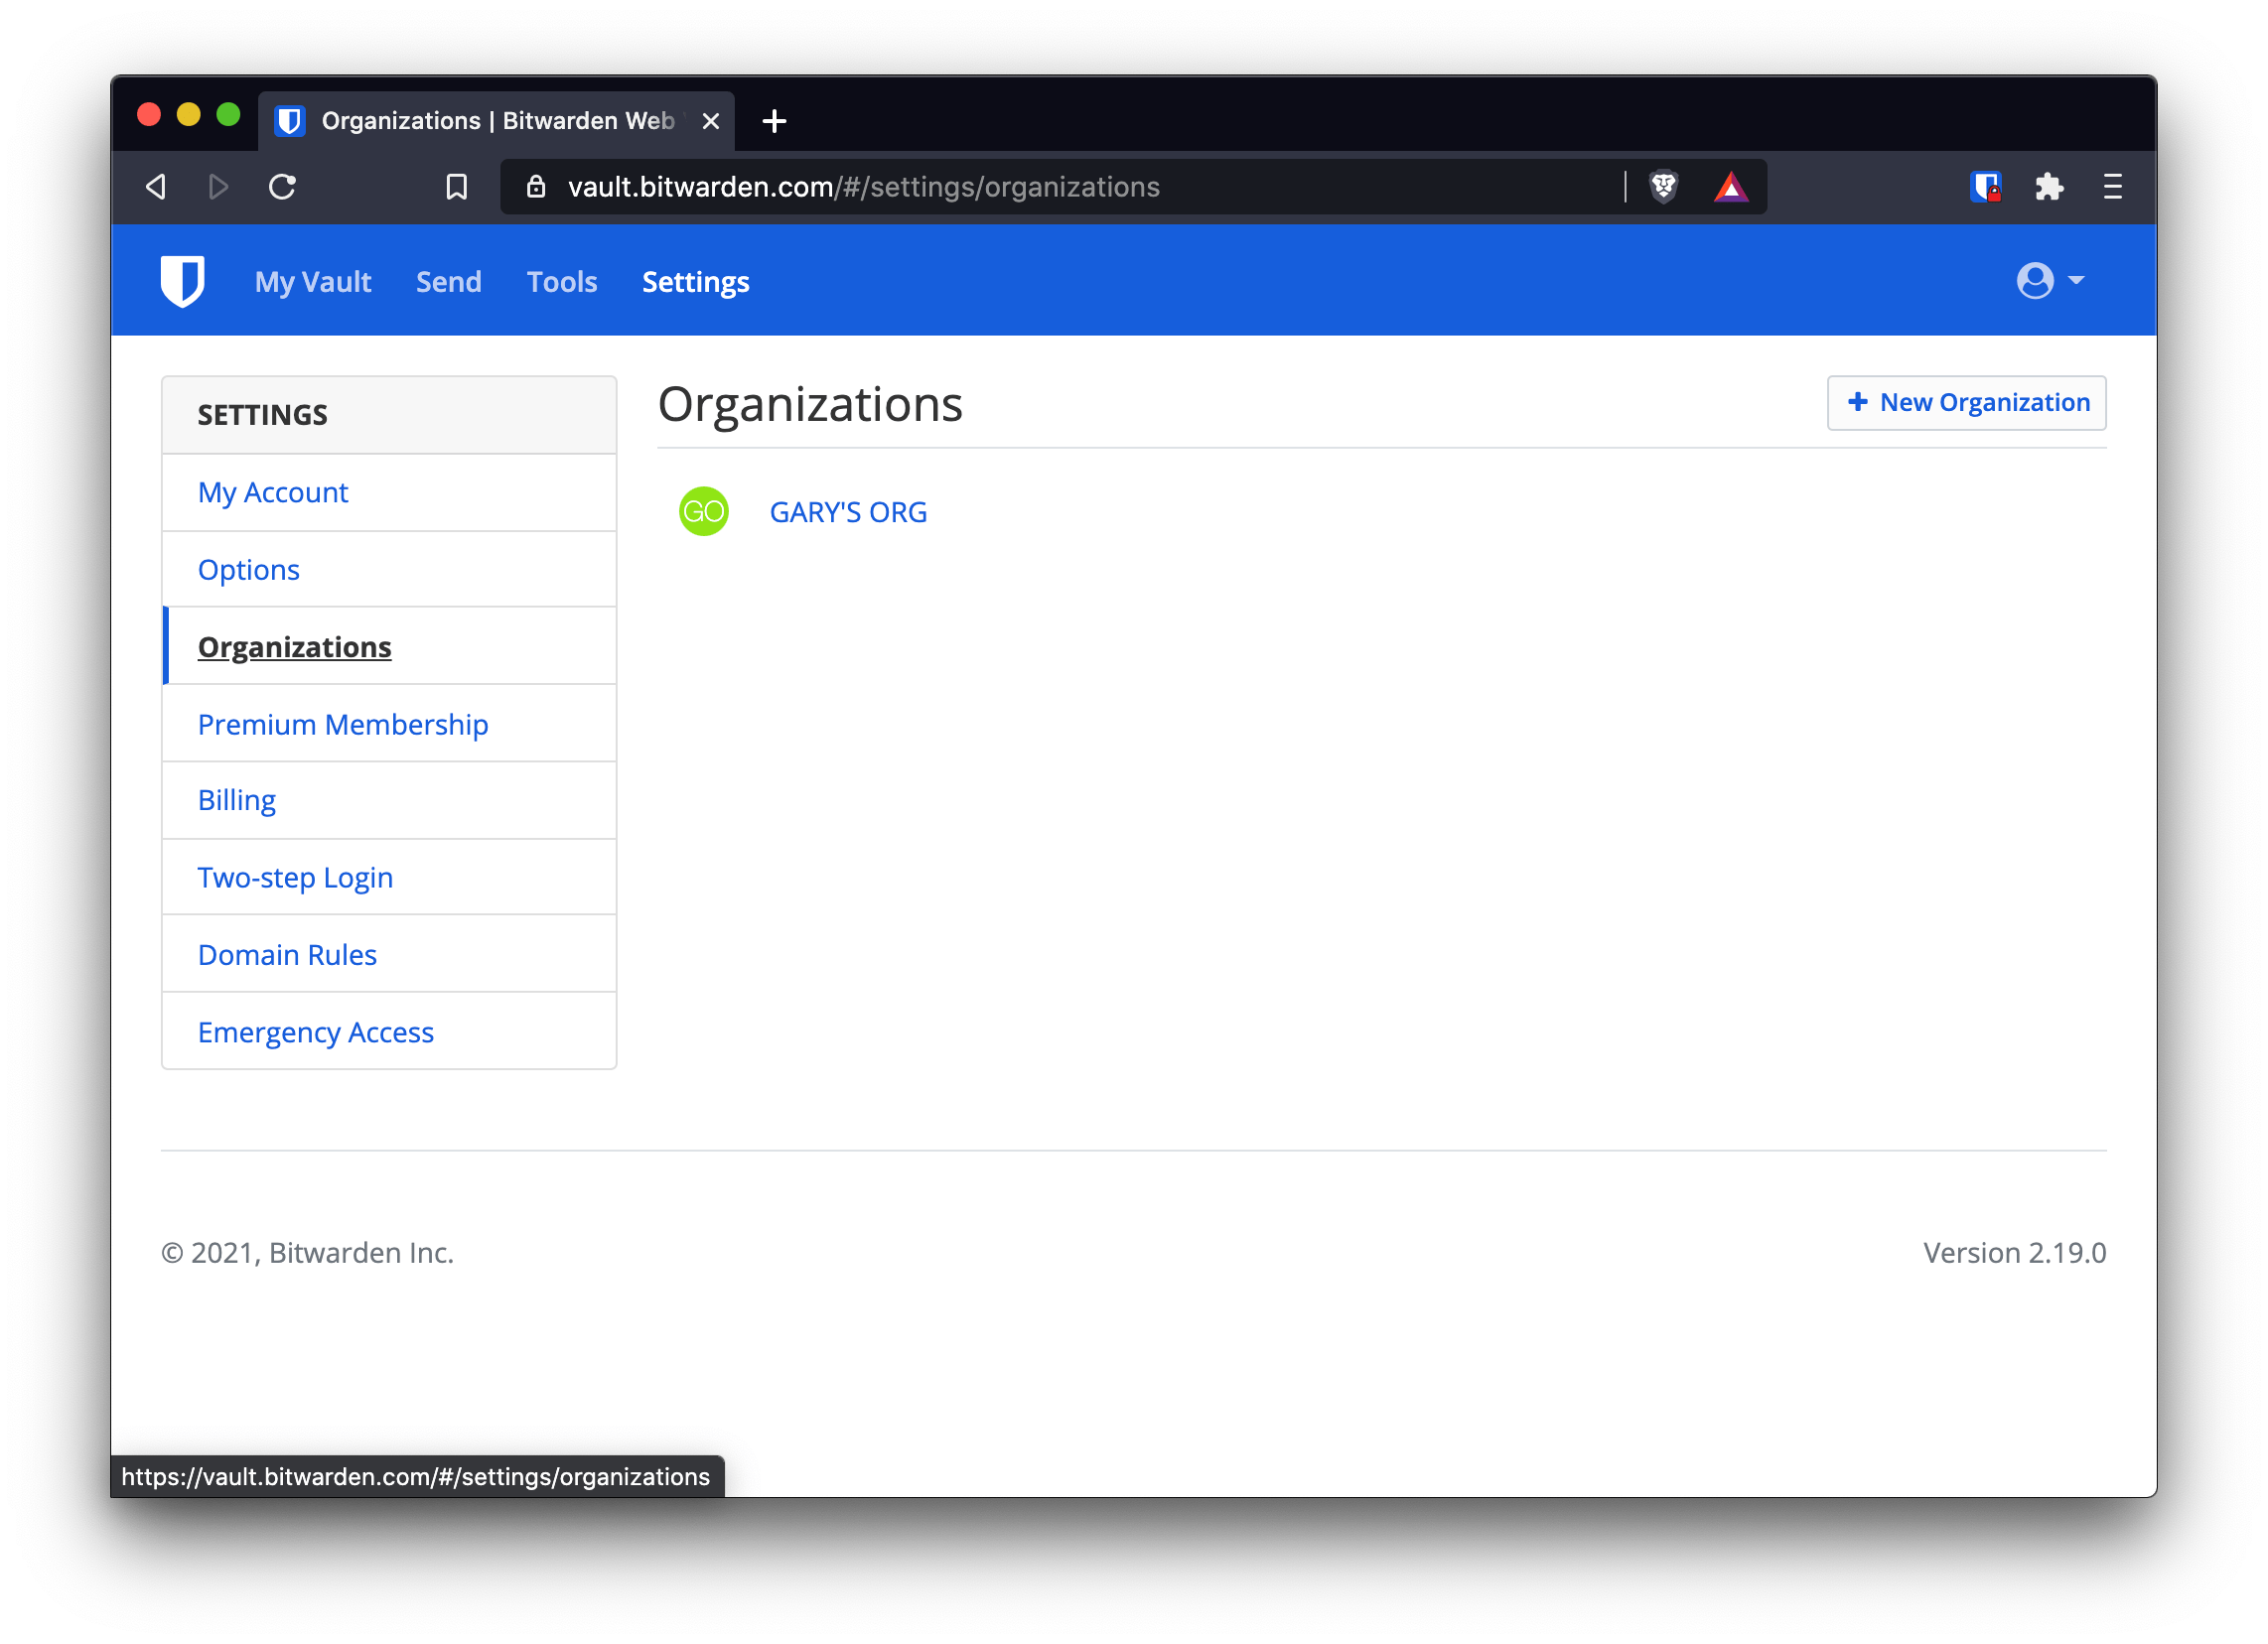 Organizations | Bitwarden Web
vault.bitwarden.com/#/settings/organizations
My Vault
Send
Tools
Settings
SETTINGS
My Account
Options
Organizations
Premium Membership
Billing
Two-step Login
Domain Rules
Emergency Access
Organizations
New Organization
GO
GARY'S ORG
© 2021, Bitwarden Inc.
Version 2.19.0
https://vault.bitwarden.com/#/settings/organizations